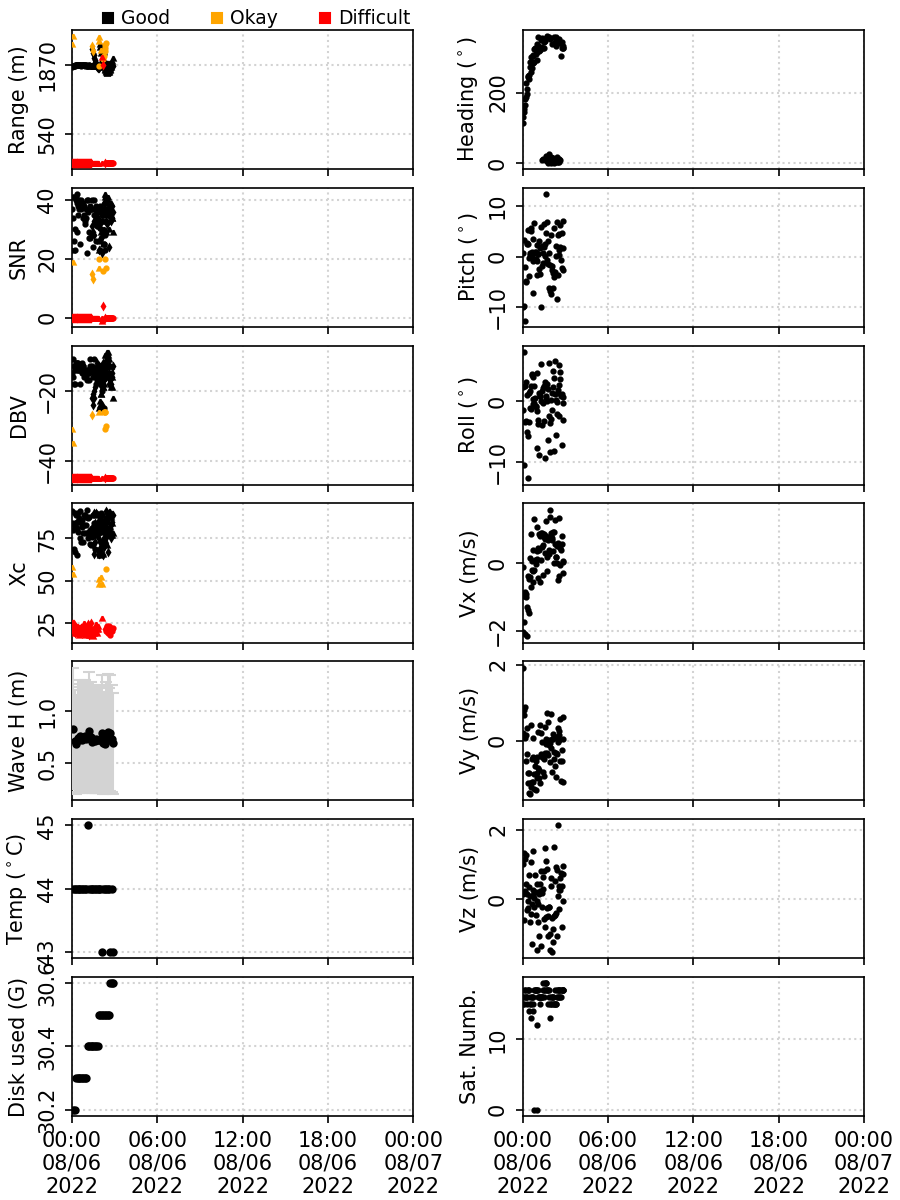 Good Okay Difficult
Range (m)
1870
540
Heading (°)
200
0
SNR
40
20
0
Pitch (°)
10
0
−10
DBV
−20
−40
Roll (°)
0
−10
Xc
75
50
25
Vx (m/s)
0
−2
Wave H (m)
1.0
0.5
Vy (m/s)
2
0
Temp (°C)
45
44
43
Vz (m/s)
2
0
Disk used (G)
30.6
30.4
30.2
Sat. Numb.
10
0
00:00 06:00 12:00 18:00 00:00
08/06 08/06 08/06 08/06 08/07
2022 2022 2022 2022 2022
00:00 06:00 12:00 18:00 00:00
08/06 08/06 08/06 08/06 08/07
2022 2022 2022 2022 2022